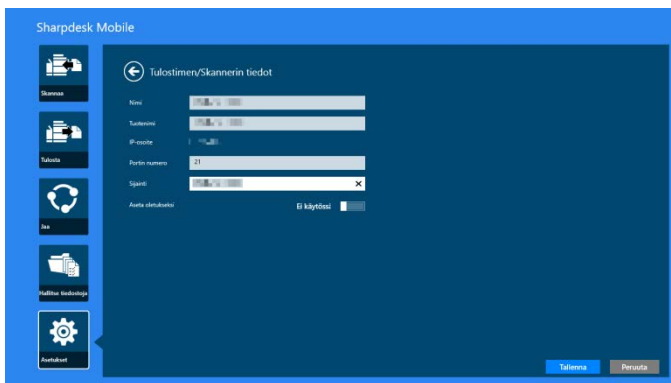 Sharpdesk Mobile
Skannaa
Tulosta
Jaa
Hallitse tiedostoja
Asetukset
Tulostimen/Skannerin tiedot
Nimi
Tuotenimi
IP-osoite
Portin numero 21
Sijainti
Aseta oletukseksi Ei käytössä
Tallenna Peruuta